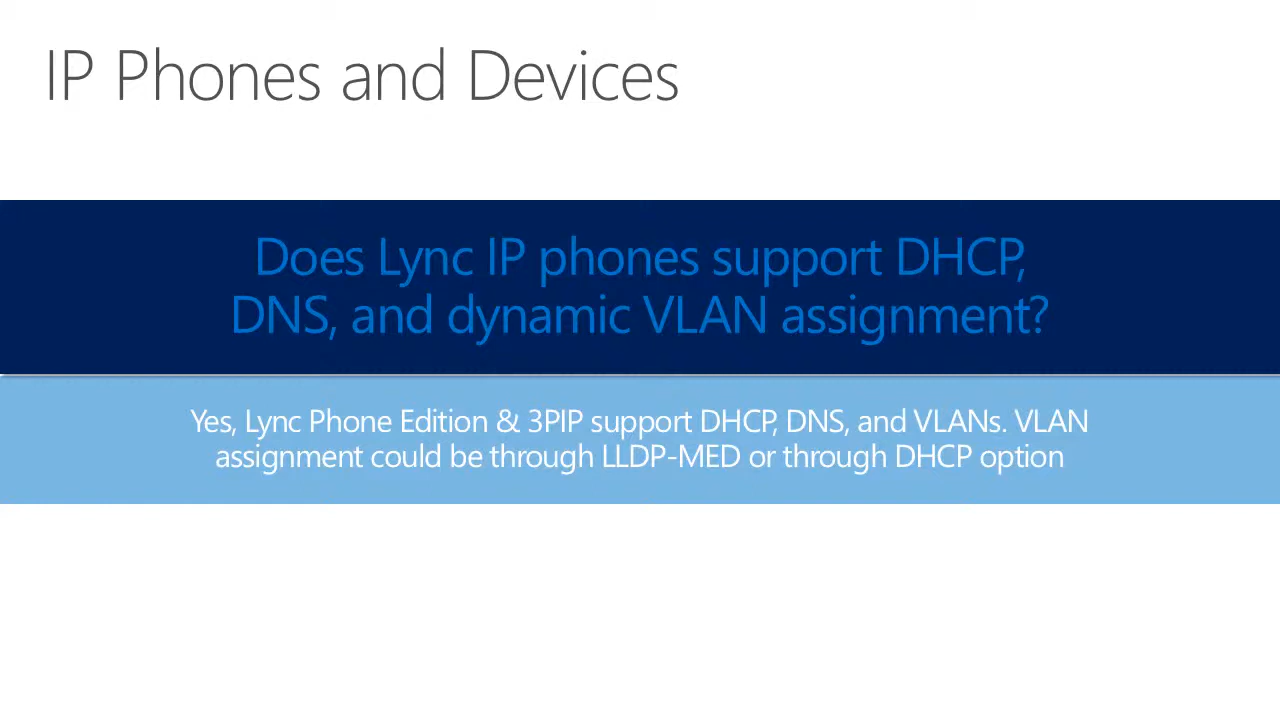 IP Phones and Devices
Does Lync IP phones support DHCP,
DNS, and dynamic VLAN assignment?
Yes, Lync Phone Edition & 3PIP support DHCP, DNS, and VLANs. VLAN
assignment could be through LLDP-MED or through DHCP option